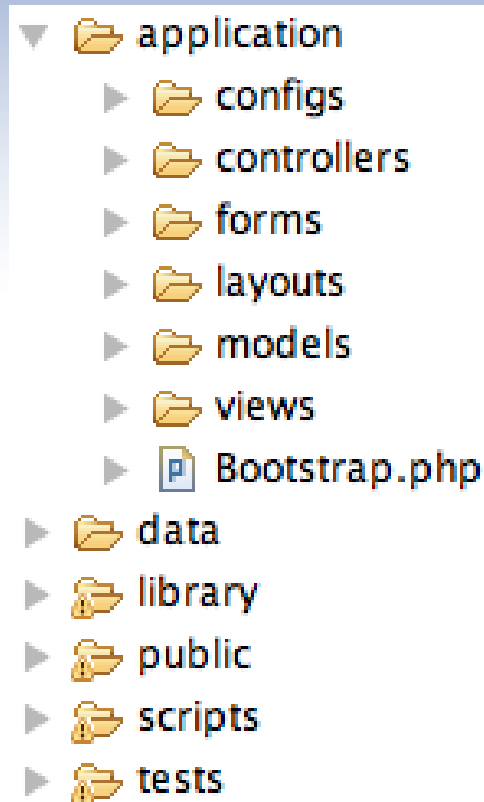 application
configs
controllers
forms
layouts
models
views
Bootstrap.php
data
library
public
scripts
tests